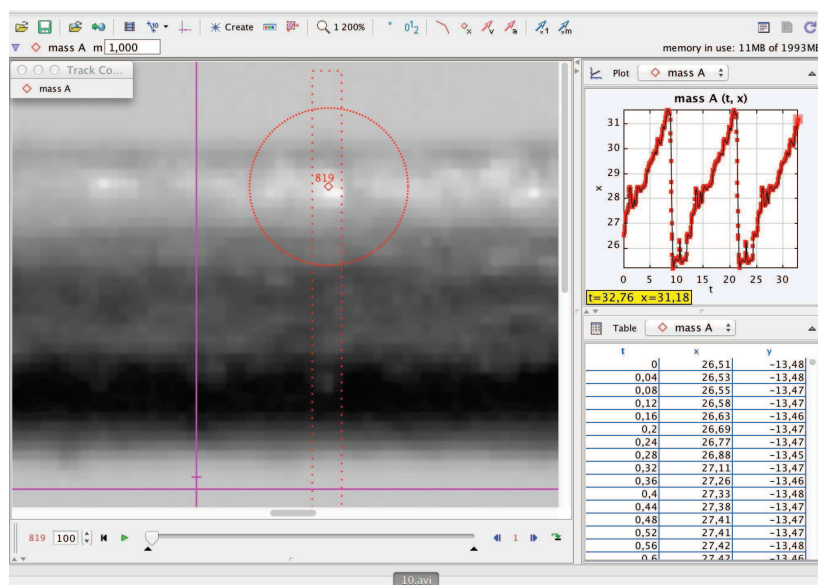 Create 1 200%
mass A m 1,000 memory in use: 11MB of 1993MB
Track Co...
mass A
819
Plot mass A
mass A (t, x)
31
30
29
28
27
26
x
0 5 10 15 20 25 30
t
t=32,76 x=31,18
Table mass A
t x y
0 26,51 -13,48
0,04 26,53 -13,48
0,08 26,55 -13,47
0,12 26,58 -13,47
0,16 26,63 -13,46
0,2 26,69 -13,47
0,24 26,77 -13,47
0,28 26,88 -13,45
0,32 27,11 -13,47
0,36 27,26 -13,46
0,4 27,33 -13,48
0,44 27,38 -13,47
0,48 27,41 -13,47
0,52 27,41 -13,47
0,56 27,42 -13,48
0,6 27,42 -13,46
819 100 1
10.avi